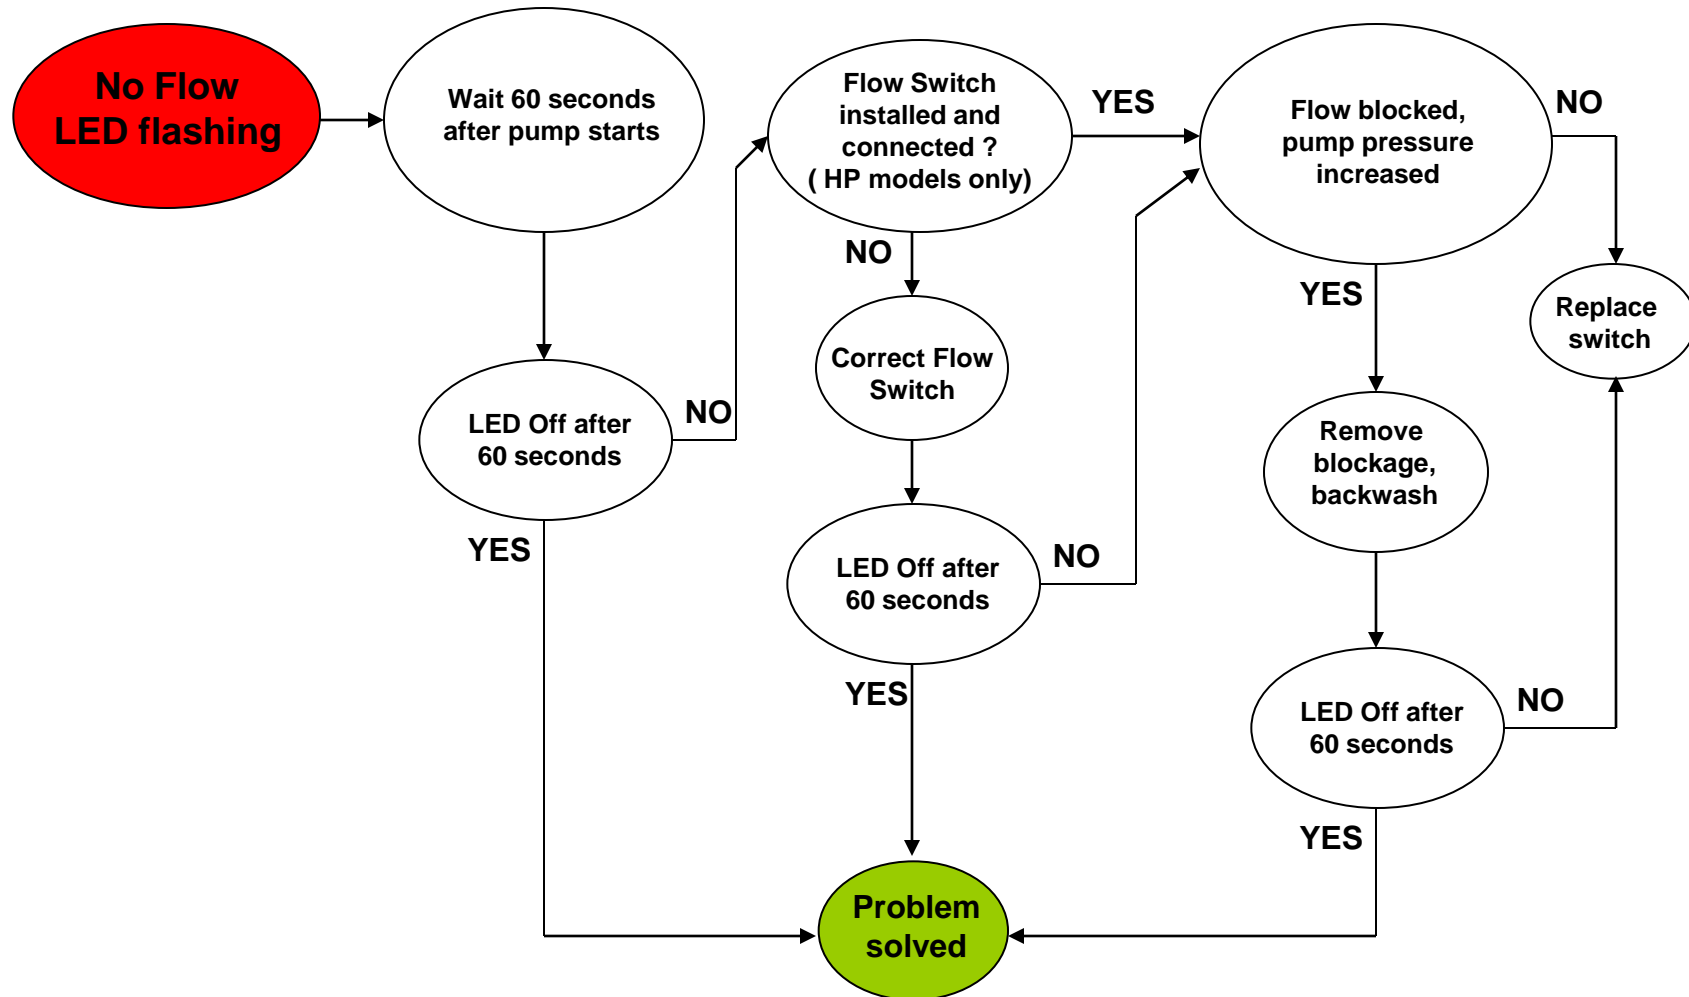 No Flow
LED flashing
Wait 60 seconds
after pump starts
Flow Switch
installed and
connected ?
( HP models only)
YES
Flow blocked,
pump pressure
increased
NO
NO
YES
Replace
switch
Correct Flow
Switch
LED Off after
60 seconds
NO
Remove
blockage,
backwash
YES
LED Off after
60 seconds
NO
YES
LED Off after
60 seconds
NO
YES
Problem
solved